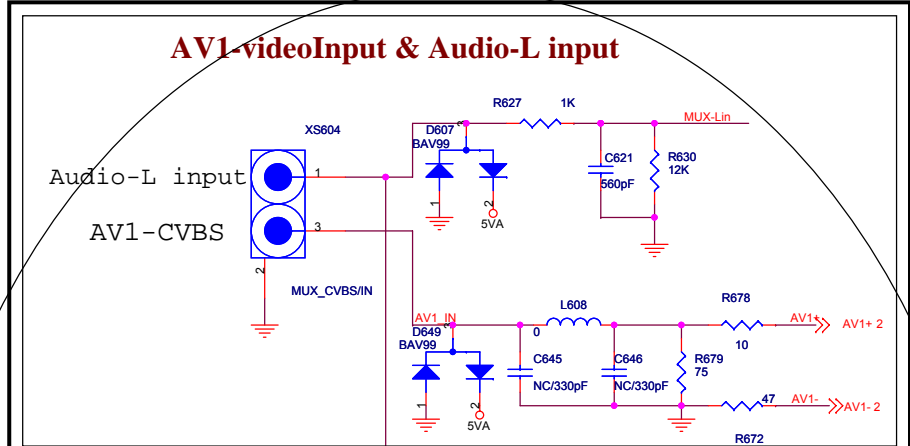 AV1-videoInput & Audio-L input
R627 1K
MUX-Lin
XS604
D607
BAV99
3
C621
560pF
R630
12K
Audio-L input
1
1
2
5VA
AV1-CVBS
3
2
MUX_CVBS/IN
L608
R678
AV1_IN
3
0
AV1+
AV1+ 2
D649
BAV99
10
C645
NC/330pF
C646
NC/330pF
R679
75
1
2
5VA
47
AV1-
AV1- 2
R672